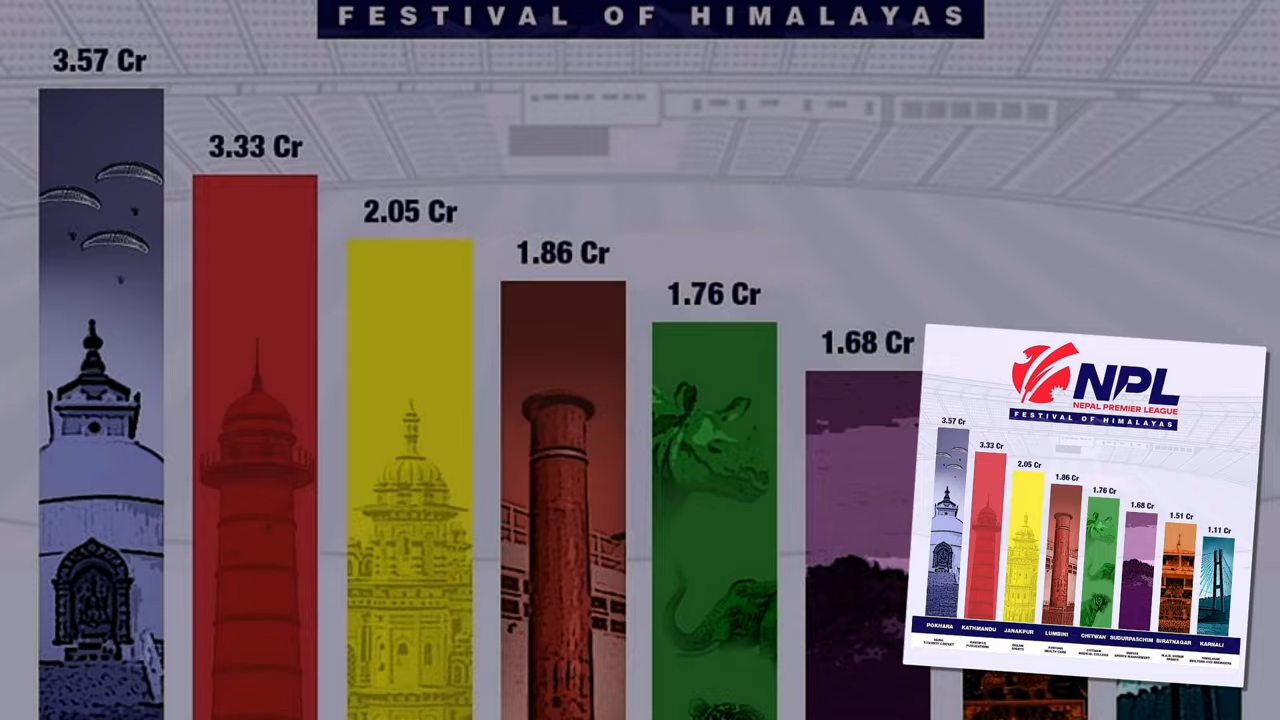 FESTIVAL OF HIMALAYAS
3.57 Cr
3.33 Cr
2.05 Cr
1.86 Cr
1.76 Cr
1.68 Cr
NPL
NEPAL PREMIER LEAGUE
FESTIVAL OF HIMALAYAS
3.57 Cr
3.33 Cr
2.05 Cr
1.86 Cr
1.76 Cr
1.68 Cr
1.51 Cr
1.11 Cr
POKHARA KATHMANDU JANAKPUR LUMBINI CHITWAN SUDURPASCHIM BIRATNAGAR KARNALI